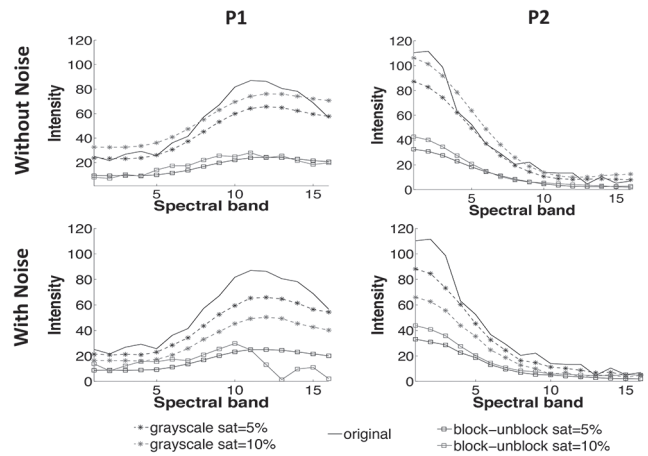 P1
P2
Without Noise
Intensity
120
100
80
60
40
20
5
10
15
Spectral band
Intensity
120
100
80
60
40
20
0
5
10
15
Spectral band
With Noise
Intensity
120
100
80
60
40
20
0
5
10
15
Spectral band
Intensity
120
100
80
60
40
20
0
5
10
15
Spectral band
grayscale sat=5%
grayscale sat=10%
original
block-unblock sat=5%
block-unblock sat=10%